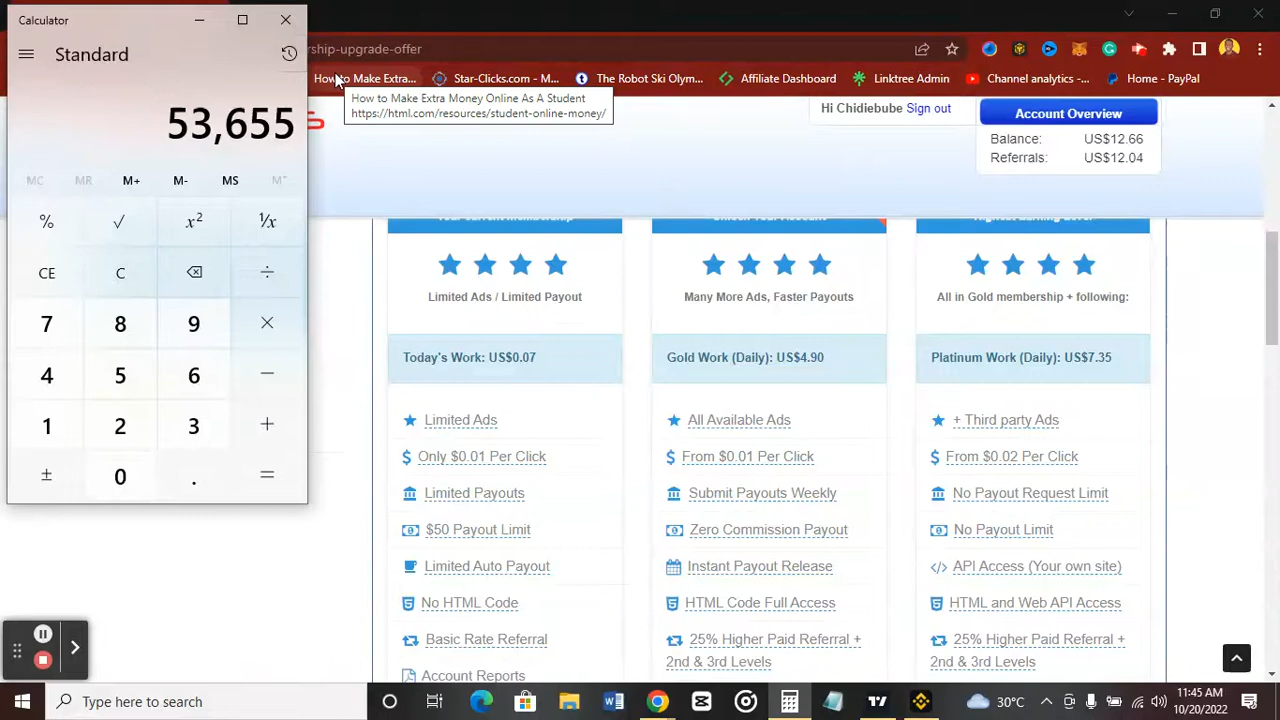 Calculator
Standard
53,655
MC MR M+ M- MS M˅
% √ x² ¹/x
CE C ⌫ ÷
7 8 9 ×
4 5 6 −
1 2 3 +
± 0 . =
rship-upgrade-offer
How to Make Extra...
Star-Clicks.com - M...
The Robot Ski Olym...
Affiliate Dashboard
Linktree Admin
Channel analytics -...
Home - PayPal
How to Make Extra Money Online As A Student
https://html.com/resources/student-online-money/
Hi Chidiebube Sign out
Account Overview
Balance: US$12.66
Referrals: US$12.04
Limited Ads / Limited Payout
Today's Work: US$0.07
Limited Ads
Only $0.01 Per Click
Limited Payouts
$50 Payout Limit
Limited Auto Payout
No HTML Code
Basic Rate Referral
Account Reports
Many More Ads, Faster Payouts
Gold Work (Daily): US$4.90
All Available Ads
From $0.01 Per Click
Submit Payouts Weekly
Zero Commission Payout
Instant Payout Release
HTML Code Full Access
25% Higher Paid Referral +
2nd & 3rd Levels
All in Gold membership + following:
Platinum Work (Daily): US$7.35
+ Third party Ads
From $0.02 Per Click
No Payout Request Limit
No Payout Limit
API Access (Your own site)
HTML and Web API Access
25% Higher Paid Referral +
2nd & 3rd Levels
Type here to search
30°C
11:45 AM
10/20/2022